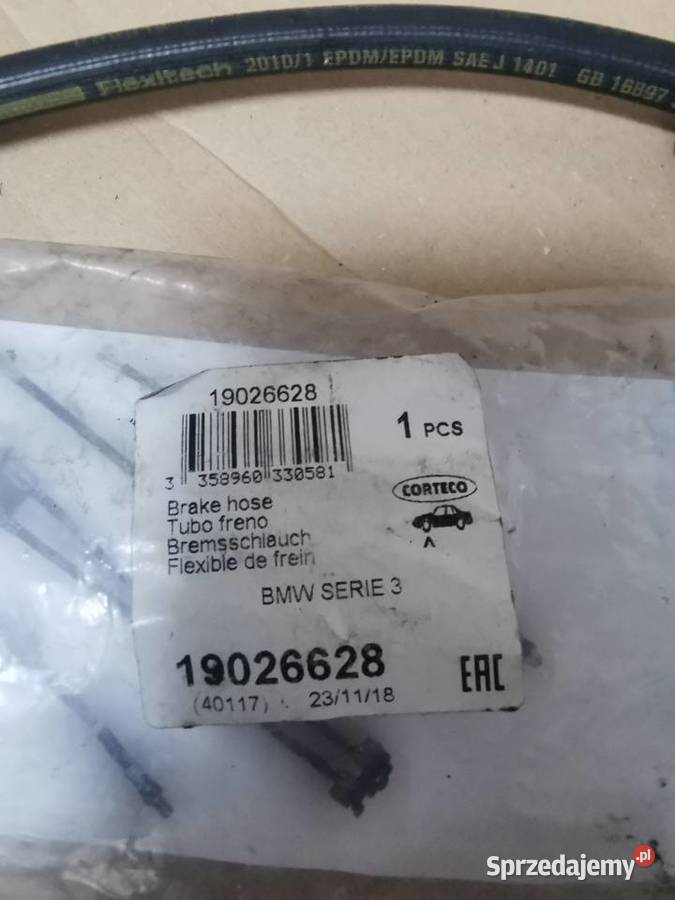 Flexitech 2010/1 EPDM/EPDM SAE J 1401 GB 16897
19026628
3 358960 330581
1 PCS
CORTECO
A
Brake hose
Tubo freno
Bremsschlauch
Flexible de frein
BMW SERIE 3
19026628
(40117) 23/11/18
EAC
Sprzedajemy.pl